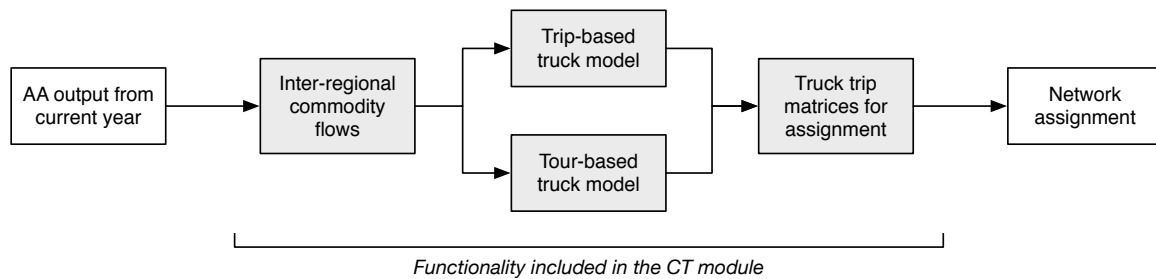 AA output from
current year
Inter-regional
commodity
flows
Trip-based
truck model
Tour-based
truck model
Truck trip
matrices for
assignment
Network
assignment
Functionality included in the CT module